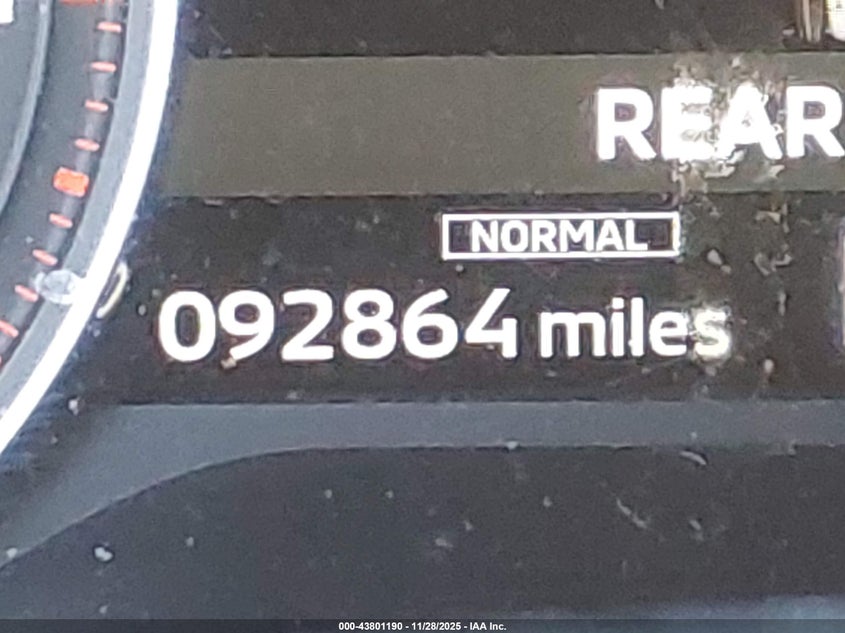 REAR
NORMAL
092864 miles
000-43801190 - 11/28/2025 - IAA Inc.